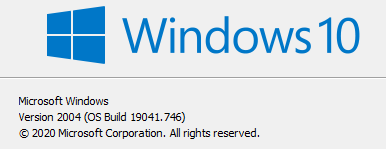 Windows 10
Microsoft Windows
Version 2004 (OS Build 19041.746)
© 2020 Microsoft Corporation. All rights reserved.